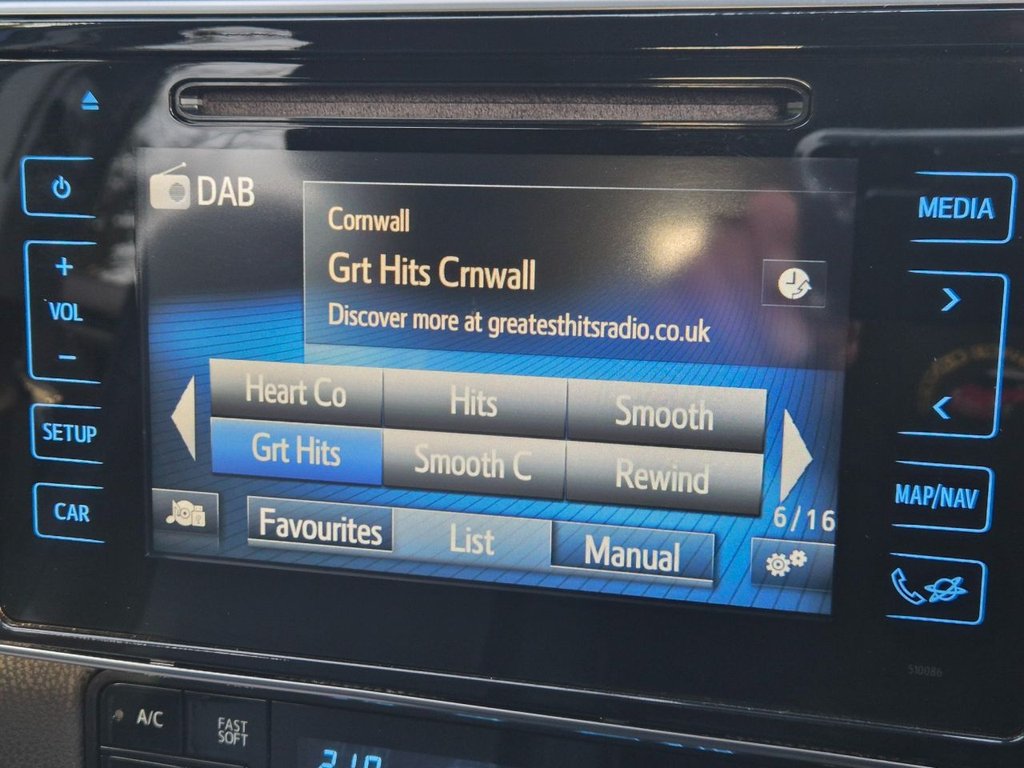 DAB
Cornwall
Grt Hits Crnwall
Discover more at greatesthitsradio.co.uk
Heart Co
Hits
Smooth
Grt Hits
Smooth C
Rewind
6/16
Favourites
List
Manual
+
VOL
-
SETUP
CAR
MEDIA
>
<
MAP/NAV
510086
A/C
FAST
SOFT